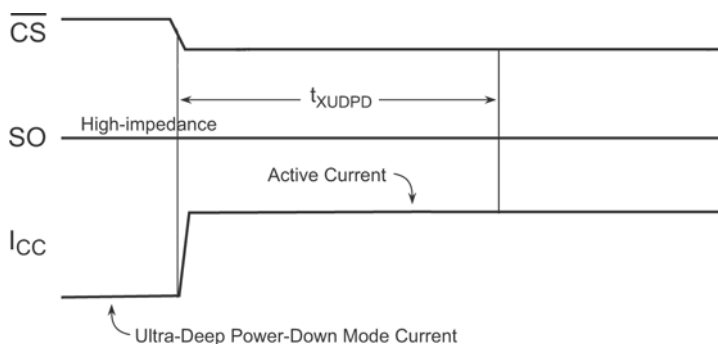 CS
tXUDPD
High-impedance
SO
Active Current
ICC
Ultra-Deep Power-Down Mode Current